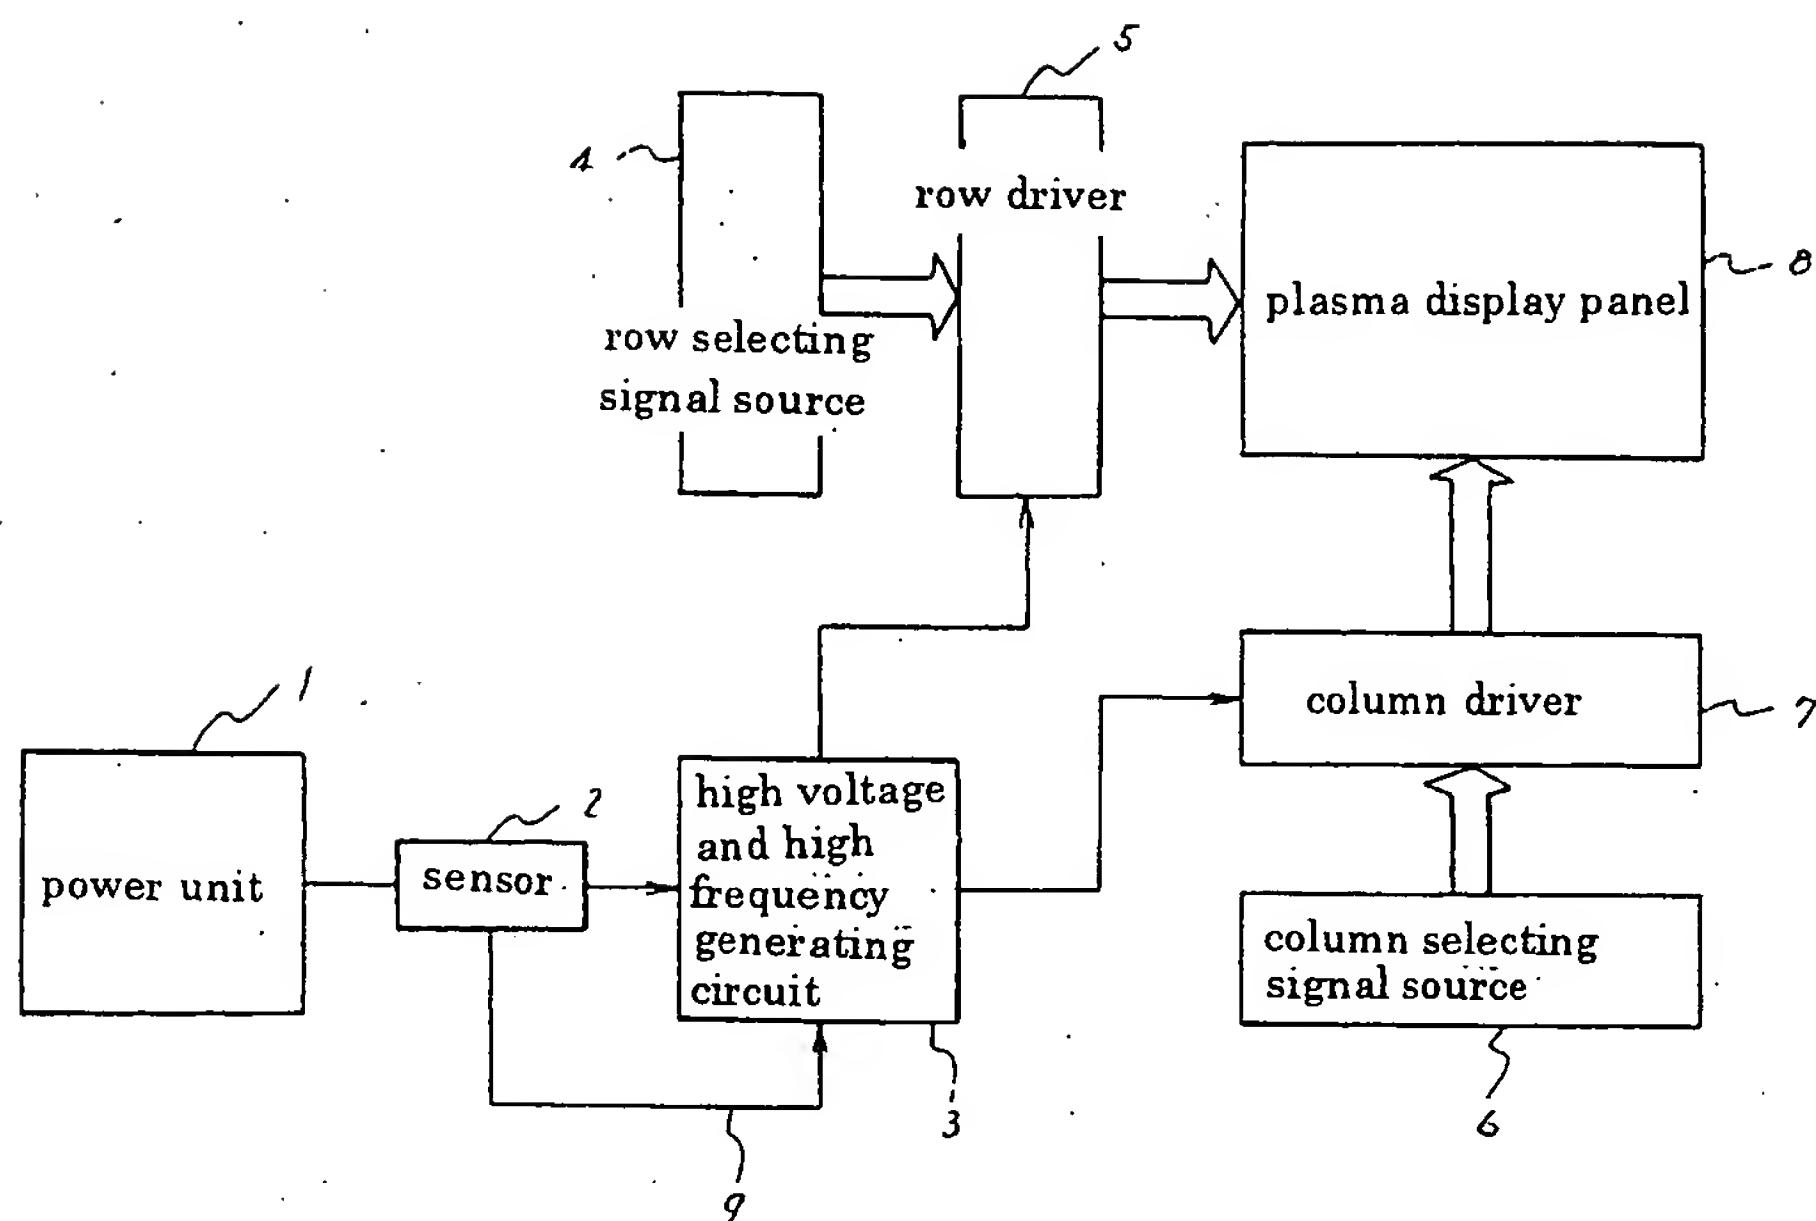 5
4
row driver
8
plasma display panel
row selecting
signal source
1
7
column driver
2
high voltage
and high
frequency
generating
circuit
sensor
power unit
column selecting
signal source
3
6
9